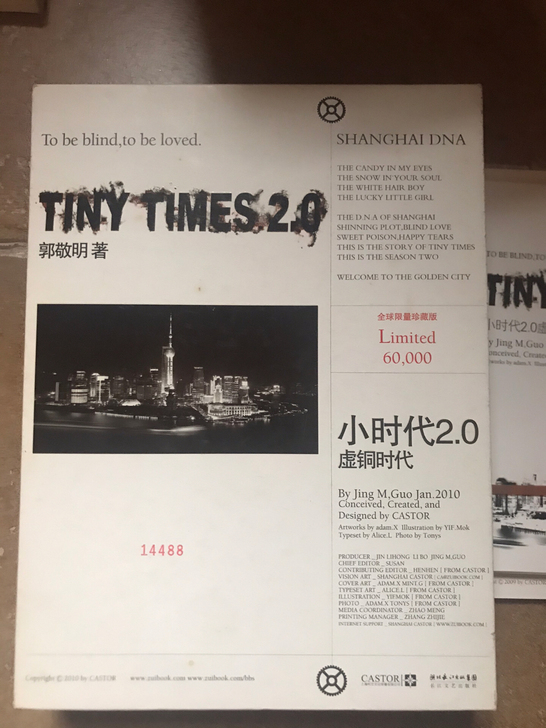 To be blind,to be loved.
TINY TIMES 2.0
郭敬明 著
14488
Copyright ©2010 by CASTOR www.zuibook.com www.zuibook.com/bbs
SHANGHAI DNA
THE CANDY IN MY EYES
THE SNOW IN YOUR SOUL
THE WHITE HAIR BOY
THE LUCKY LITTLE GIRL
THE D.N.A OF SHANGHAI
SHINNING PLOT,BLIND LOVE
SWEET POISON,HAPPY TEARS
THIS IS THE STORY OF TINY TIMES
THIS IS THE SEASON TWO
WELCOME TO THE GOLDEN CITY
全球限量珍藏版
Limited
60,000
小时代2.0
虚铜时代
By Jing M,Guo Jan.2010
Conceived, Created, and
Designed by CASTOR
Artworks by adam.X Illustration by YIF.Mok
Typeset by Alice.L Photo by Tonys
PRODUCER _ JIN LIHONG LI BO JING M,GUO
CHIEF EDITOR _ SUSAN
CONTRIBUTING EDITOR _ HENHEN [ FROM CASTOR ]
VISION ART _ SHANGHAI CASTOR
COVER ART _ ADAM.X MINT.G [ FROM CASTOR ]
TYPESET ART _ ALICE.L [ FROM CASTOR ]
ILLUSTRATION _ YIFMOK [ FROM CASTOR ]
PHOTO _ ADAM.X TONYS [ FROM CASTOR ]
MEDIA COORDINATOR _ ZHAO MENG
PRINTING MANAGER _ ZHANG ZHIJIE
INTERNET SUPPORT _ SHANGHAI CASTOR [ WWW.ZUIBOOK.COM ]
CASTOR
长江文艺出版社
TO BE BLIND,TO
TINY
小时代2.0
By Jing M,Guo